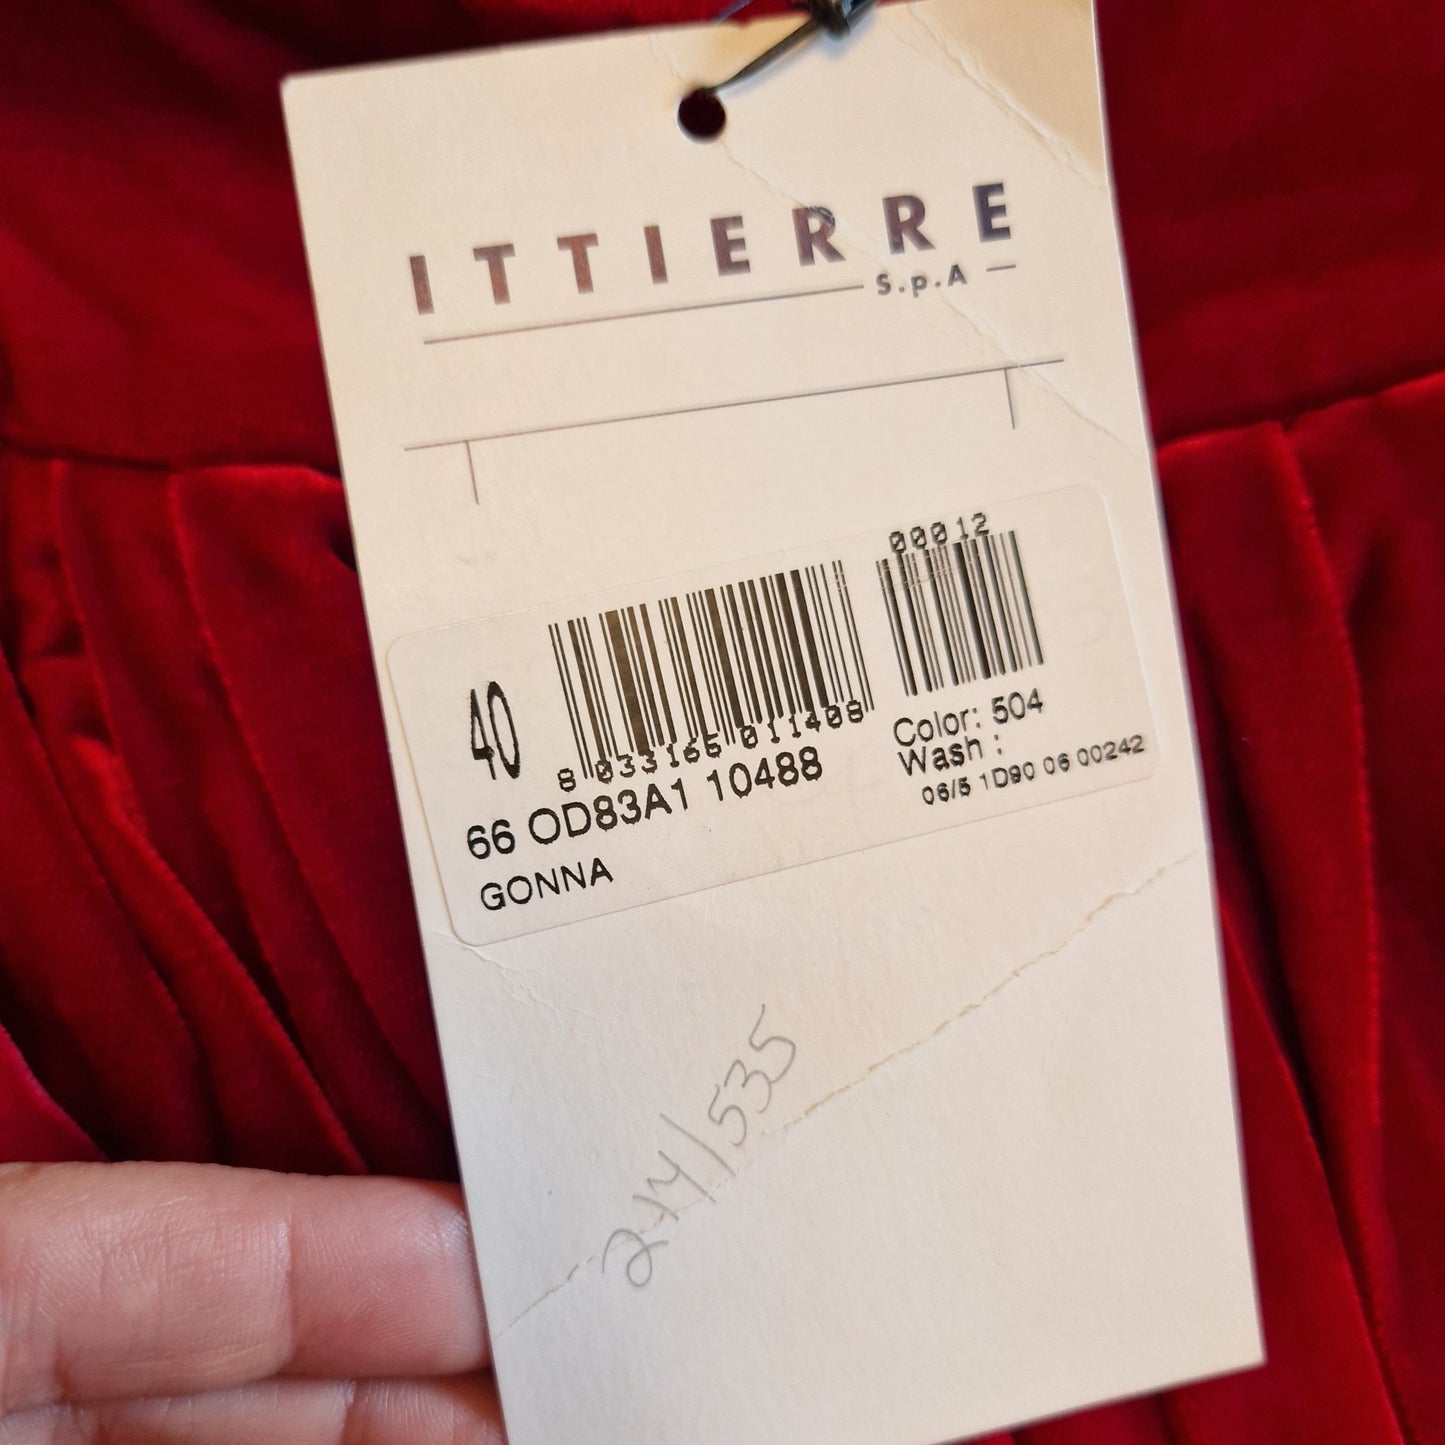 ITTIERRE
S.p.A
00012
40
8 033166 011408
Color: 504
Wash :
66 OD83A1 10488
06/5 1D90 06 00242
GONNA
214/535